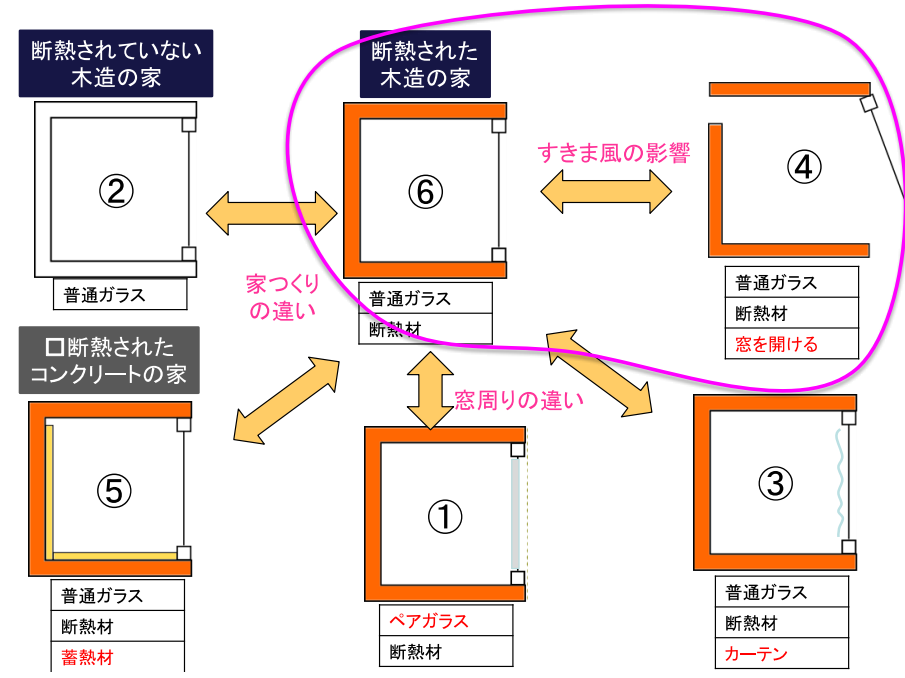 断熱されていない
木造の家
断熱された
木造の家
②
⑥
すきま風の影響
④
普通ガラス
家つくり
の違い
普通ガラス
断熱材
普通ガラス
断熱材
窓を開ける
口断熱された
コンクリートの家
窓周りの違い
⑤
①
③
普通ガラス
断熱材
蓄熱材
ペアガラス
断熱材
普通ガラス
断熱材
カーテン